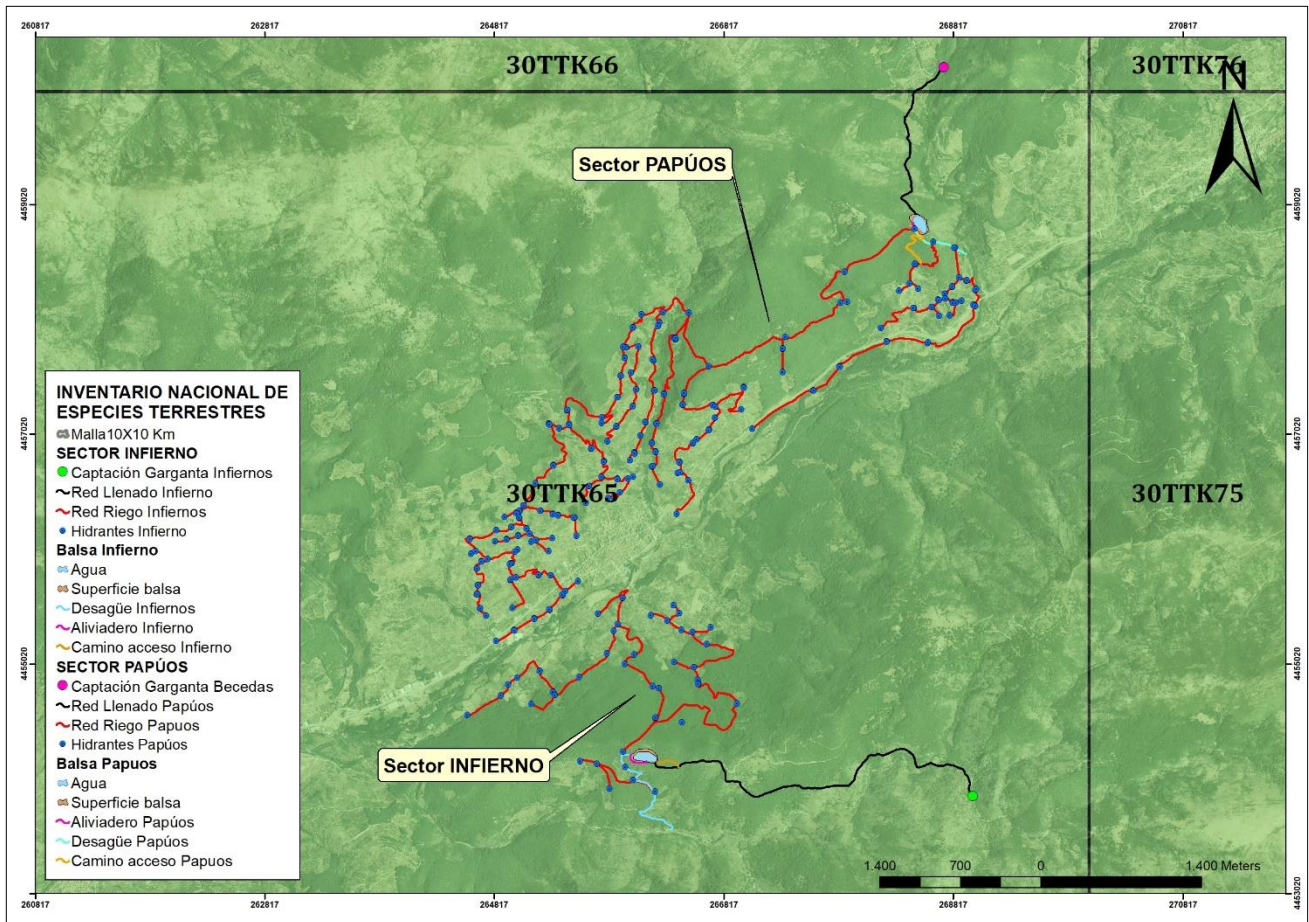 260817 262817 264817 266817 268817 270817
30TTK66
30TTK76
N
Sector PAPÚOS
4459020
4459020
INVENTARIO NACIONAL DE
ESPECIES TERRESTRES
Malla10X10 Km
SECTOR INFIERNO
Captación Garganta Infiernos
Red Llenado Infierno
Red Riego Infiernos
Hidrantes Infierno
Balsa Infierno
Agua
Superficie balsa
Desagüe Infiernos
Aliviadero Infierno
Camino acceso Infierno
SECTOR PAPÚOS
Captación Garganta Becedas
Red Llenado Papúos
Red Riego Papuos
Hidrantes Papúos
Balsa Papuos
Agua
Superficie balsa
Aliviadero Papúos
Desagüe Papúos
Camino acceso Papuos
4457020
4457020
30TTK65
30TTK75
4455020
4455020
Sector INFIERNO
1.400 700 0 1.400 Meters
4453020
260817 262817 264817 266817 268817 270817